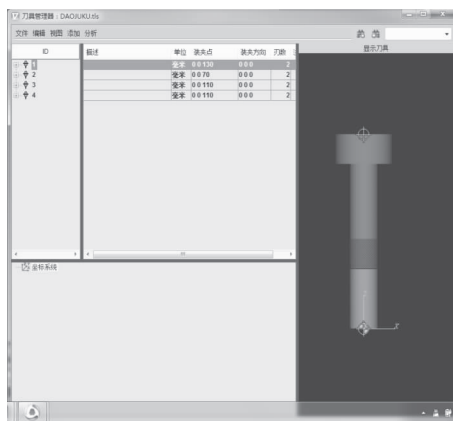 刀具管理器：DAOJUKU.tls
文件 编辑 视图 添加 分析
ID 描述 单位 装夹点 装夹方向 刃数 显示刀具
1 毫米 0 0 130 0 0 0 2
2 毫米 0 0 70 0 0 0 2
3 毫米 0 0 110 0 0 0 2
4 毫米 0 0 110 0 0 0 2
坐标系统